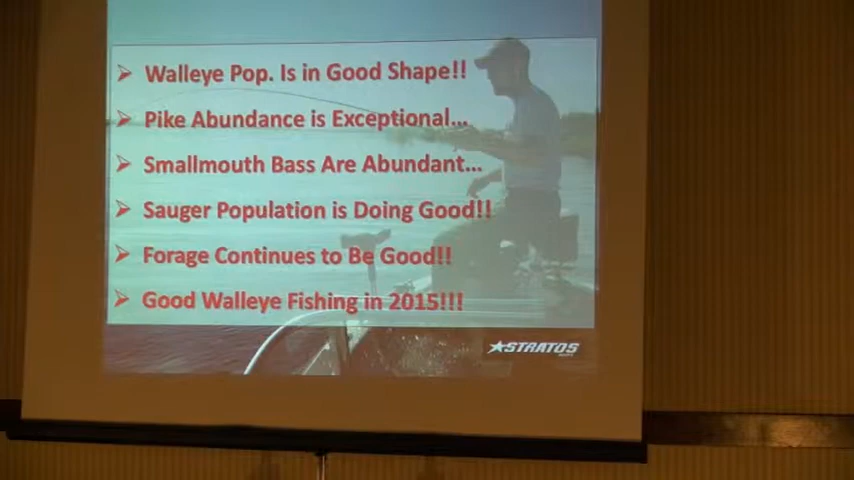 Walleye Pop. Is in Good Shape!!
Pike Abundance is Exceptional...
Smallmouth Bass Are Abundant...
Sauger Population is Doing Good!!
Forage Continues to Be Good!!
Good Walleye Fishing in 2015!!!
STRATOS